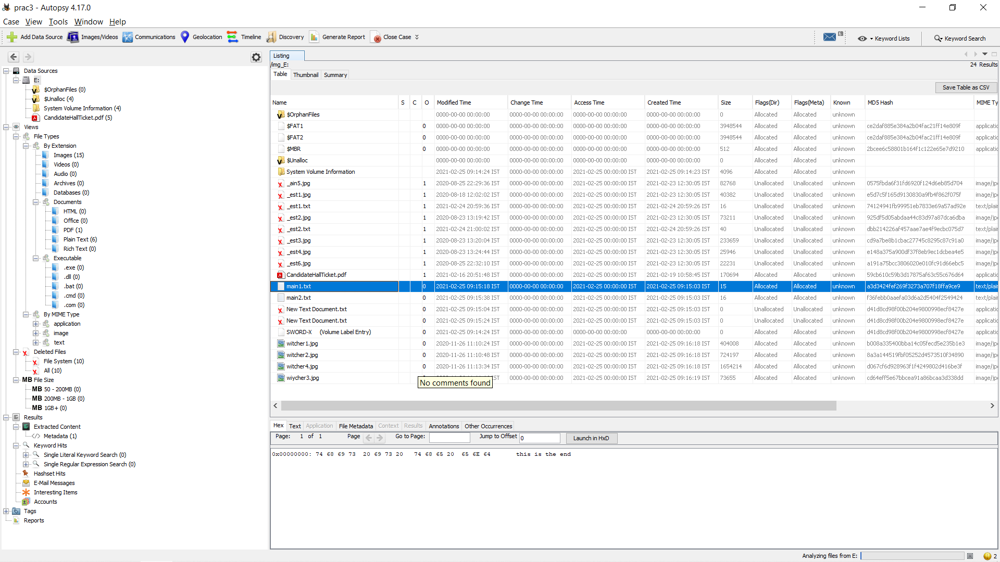 prac3 - Autopsy 4.17.0
Case View Tools Window Help
Add Data Source Images/Videos Communications Geolocation Timeline Discovery Generate Report Close Case 6 Keyword Lists Keyword Search
Listing
/img_E: 24 Results
Table Thumbnail Summary
Save Table as CSV
Data Sources
E:
$OrphanFiles (0)
$Unalloc (4)
System Volume Information (4)
CandidateHallTicket.pdf (5)
Views
File Types
By Extension
Images (15)
Videos (0)
Audio (0)
Archives (0)
Databases (0)
Documents
HTML (0)
Office (0)
PDF (1)
Plain Text (6)
Rich Text (0)
Executable
.exe (0)
.dll (0)
.bat (0)
.cmd (0)
.com (0)
By MIME Type
application
image
text
Deleted Files
File System (10)
All (10)
MB File Size
MB 50 - 200MB (0)
MB 200MB - 1GB (0)
MB 1GB+ (0)
Results
Extracted Content
Metadata (1)
Keyword Hits
Single Literal Keyword Search (0)
Single Regular Expression Search (0)
Hashset Hits
E-Mail Messages
Interesting Items
Accounts
Tags
Reports
Name S C O Modified Time Change Time Access Time Created Time Size Flags(Dir) Flags(Meta) Known MD5 Hash MIME Ty
$OrphanFiles 0000-00-00 00:00:00 0000-00-00 00:00:00 0000-00-00 00:00:00 0000-00-00 00:00:00 0 Allocated Allocated unknown
$FAT1 0 0000-00-00 00:00:00 0000-00-00 00:00:00 0000-00-00 00:00:00 0000-00-00 00:00:00 3948544 Allocated Allocated unknown ce2daf885e384a2b04fac21ff14e809f applicatio
$FAT2 0 0000-00-00 00:00:00 0000-00-00 00:00:00 0000-00-00 00:00:00 0000-00-00 00:00:00 3948544 Allocated Allocated unknown ce2daf885e384a2b04fac21ff14e809f applicatio
$MBR 0 0000-00-00 00:00:00 0000-00-00 00:00:00 0000-00-00 00:00:00 0000-00-00 00:00:00 512 Allocated Allocated unknown 2bcee6c58801b164f1c122e65e7d9210 applicatio
$Unalloc 0000-00-00 00:00:00 0000-00-00 00:00:00 0000-00-00 00:00:00 0000-00-00 00:00:00 0 Allocated Allocated unknown
System Volume Information 2021-02-25 09:14:24 IST 0000-00-00 00:00:00 2021-02-25 00:00:00 IST 2021-02-25 09:14:23 IST 4096 Allocated Allocated unknown
_ain5.jpg 1 2020-08-25 22:29:36 IST 0000-00-00 00:00:00 2021-02-25 00:00:00 IST 2021-02-23 12:30:05 IST 82768 Unallocated Unallocated unknown 0575fbda6f31fd6920f124d6eb85d704 image/jpe
_est1.jpg 1 2020-08-18 12:02:02 IST 0000-00-00 00:00:00 2021-02-25 00:00:00 IST 2021-02-23 12:30:05 IST 40382 Unallocated Unallocated unknown e5d7c5f165d9130830a9fb4f862f075f image/jpe
_est1.txt 1 2021-02-24 20:59:36 IST 0000-00-00 00:00:00 2021-02-25 00:00:00 IST 2021-02-24 20:59:26 IST 16 Unallocated Unallocated unknown 74124941fb99951eb7833e69a57ad92e text/plain
_est2.jpg 1 2020-08-23 13:19:42 IST 0000-00-00 00:00:00 2021-02-25 00:00:00 IST 2021-02-23 12:30:05 IST 73211 Unallocated Unallocated unknown 925df5d05abdaa44c83d97a87dca6dba image/jpe
_est2.txt 1 2021-02-24 21:00:02 IST 0000-00-00 00:00:00 2021-02-25 00:00:00 IST 2021-02-24 20:59:26 IST 40 Unallocated Unallocated unknown dbb214226af457aae7ae4f9ecbc075d7 text/plain
_est3.jpg 1 2020-08-23 13:20:04 IST 0000-00-00 00:00:00 2021-02-25 00:00:00 IST 2021-02-23 12:30:05 IST 233659 Unallocated Unallocated unknown cd9a7be8b1cbac27745c8295c87c91a0 image/jpe
_est4.jpg 1 2020-08-23 13:24:44 IST 0000-00-00 00:00:00 2021-02-25 00:00:00 IST 2021-02-23 12:30:05 IST 25946 Unallocated Unallocated unknown e148a375a900df37f8eb9ec1dcbea4e5 image/jpe
_est6.jpg 1 2020-08-25 22:32:10 IST 0000-00-00 00:00:00 2021-02-25 00:00:00 IST 2021-02-23 12:30:05 IST 22231 Unallocated Unallocated unknown a191a75bcc3806020e010fc91d66ebc5 image/jpe
CandidateHallTicket.pdf 1 2021-02-16 20:51:48 IST 0000-00-00 00:00:00 2021-02-25 00:00:00 IST 2021-02-19 10:58:45 IST 170694 Allocated Allocated unknown 59cb610c59b3d17875af63c55c676d64 applicatio
main1.txt 0 2021-02-25 09:15:18 IST 0000-00-00 00:00:00 2021-02-25 00:00:00 IST 2021-02-25 09:15:03 IST 15 Allocated Allocated unknown a3d3424fef269f3273a707f18ffa9ce9 text/plain
main2.txt 0 2021-02-25 09:15:38 IST 0000-00-00 00:00:00 2021-02-25 00:00:00 IST 2021-02-25 09:15:03 IST 16 Allocated Allocated unknown f36febb0aaefa03d6a2d5404f2549424 text/plain
New Text Document.txt 0 2021-02-25 09:15:04 IST 0000-00-00 00:00:00 2021-02-25 00:00:00 IST 2021-02-25 09:15:03 IST 0 Unallocated Unallocated unknown d41d8cd98f00b204e9800998ecf8427e applicatio
New Text Document.txt 0 2021-02-25 09:15:24 IST 0000-00-00 00:00:00 2021-02-25 00:00:00 IST 2021-02-25 09:15:03 IST 0 Unallocated Unallocated unknown d41d8cd98f00b204e9800998ecf8427e applicatio
SWORD-X (Volume Label Entry) 0 2021-02-25 09:14:24 IST 0000-00-00 00:00:00 0000-00-00 00:00:00 0000-00-00 00:00:00 0 Allocated Allocated unknown d41d8cd98f00b204e9800998ecf8427e applicatio
witcher1.jpg 0 2020-11-26 11:10:24 IST 0000-00-00 00:00:00 2021-02-25 00:00:00 IST 2021-02-25 09:16:18 IST 404008 Allocated Allocated unknown b008a335400bba14c05fecd5e235b1e3 image/jpe
witcher2.jpg 0 2020-11-26 11:10:48 IST 0000-00-00 00:00:00 2021-02-25 00:00:00 IST 2021-02-25 09:16:18 IST 724197 Allocated Allocated unknown 8a3a144519fbf05252d4573510f34890 image/jpe
witcher4.jpg 0 2020-11-26 11:13:34 IST 0000-00-00 00:00:00 2021-02-25 00:00:00 IST 2021-02-25 09:16:18 IST 1654214 Allocated Allocated unknown d067cf6d928963f1f4249802d416be3f image/jpe
wiycher3.jpg IST 0000-00-00 00:00:00 2021-02-25 00:00:00 IST 2021-02-25 09:16:19 IST 73655 Allocated Allocated unknown cd64eff5e67bbcea91a86bcaa3d338dd image/jpe
No comments found
Hex Text Application File Metadata Context Results Annotations Other Occurrences
Page: 1 of 1 Page Go to Page: Jump to Offset 0 Launch in HxD
0x00000000: 74 68 69 73 20 69 73 20 74 68 65 20 65 6E 64 this is the end
Analyzing files from E: 2